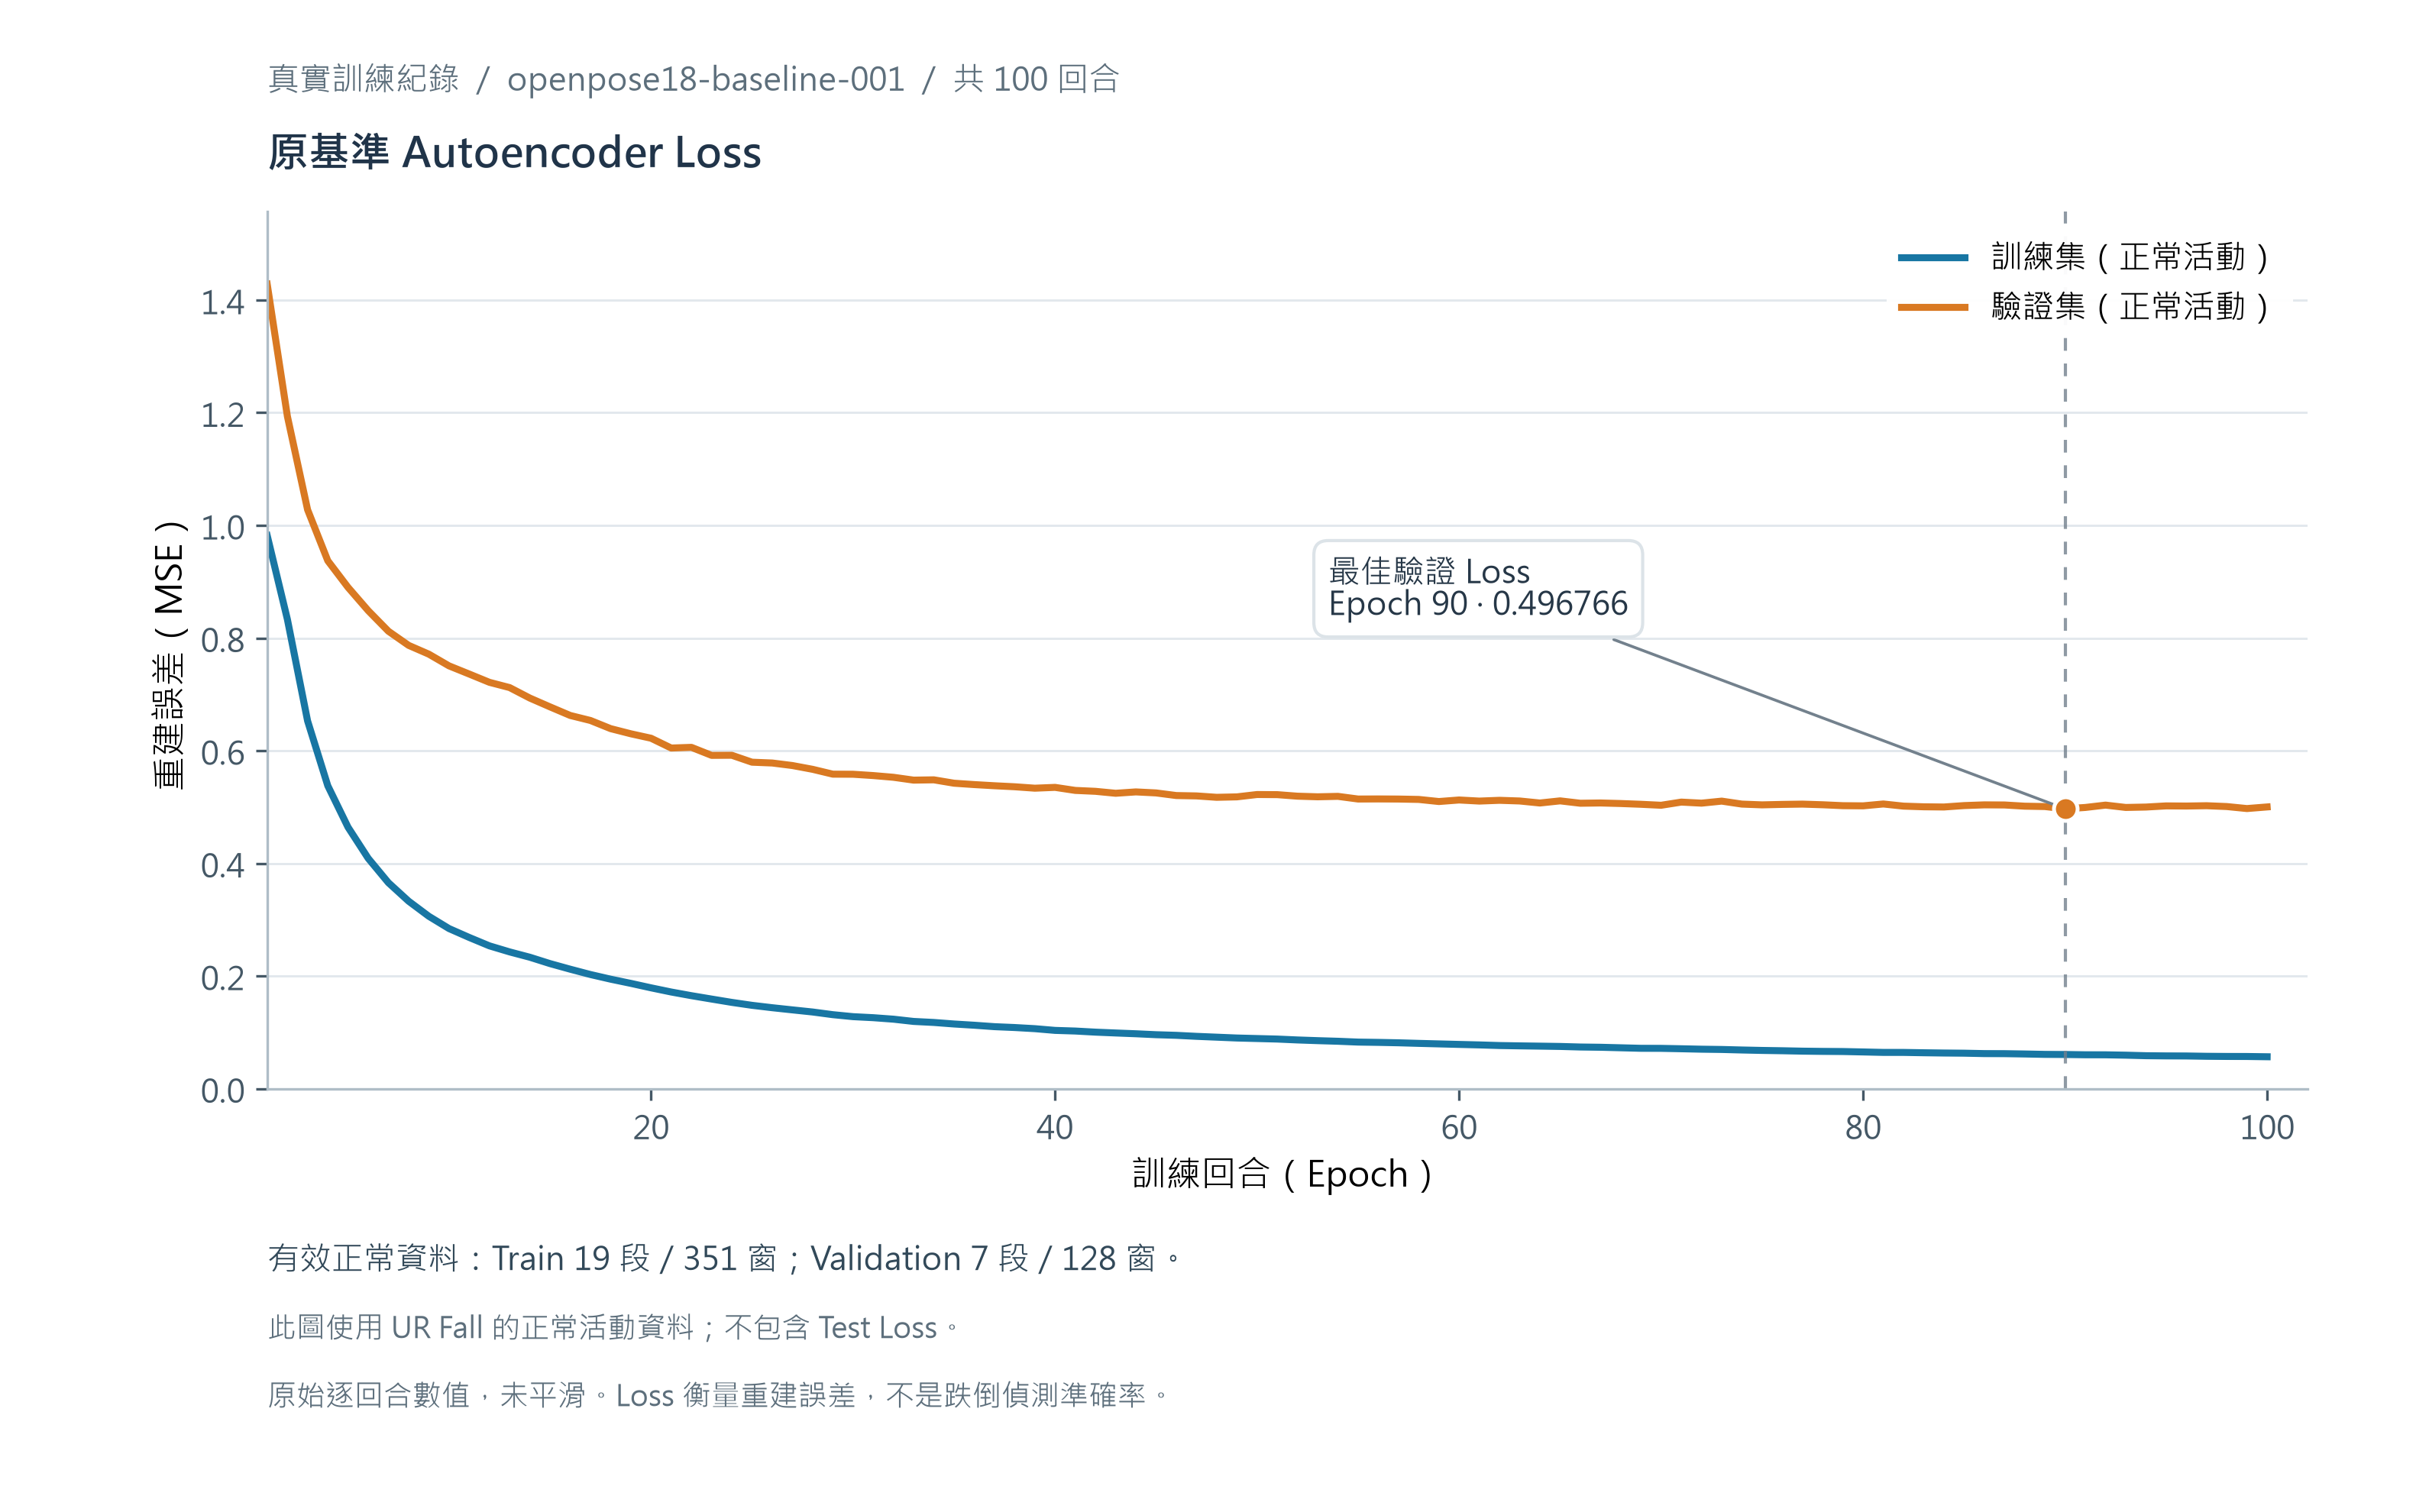 真實訓練紀錄 / openpose18-baseline-001 / 共 100 回合
原基準 Autoencoder Loss
訓練集（正常活動）
驗證集（正常活動）
1.4
1.2
1.0
0.8
0.6
0.4
0.2
0.0
重建誤差（MSE）
最佳驗證 Loss
Epoch 90 · 0.496766
20
40
60
80
100
訓練回合（Epoch）
有效正常資料：Train 19 段 / 351 窗；Validation 7 段 / 128 窗。
此圖使用 UR Fall 的正常活動資料；不包含 Test Loss。
原始逐回合數值，未平滑。Loss 衡量重建誤差，不是跌倒偵測準確率。